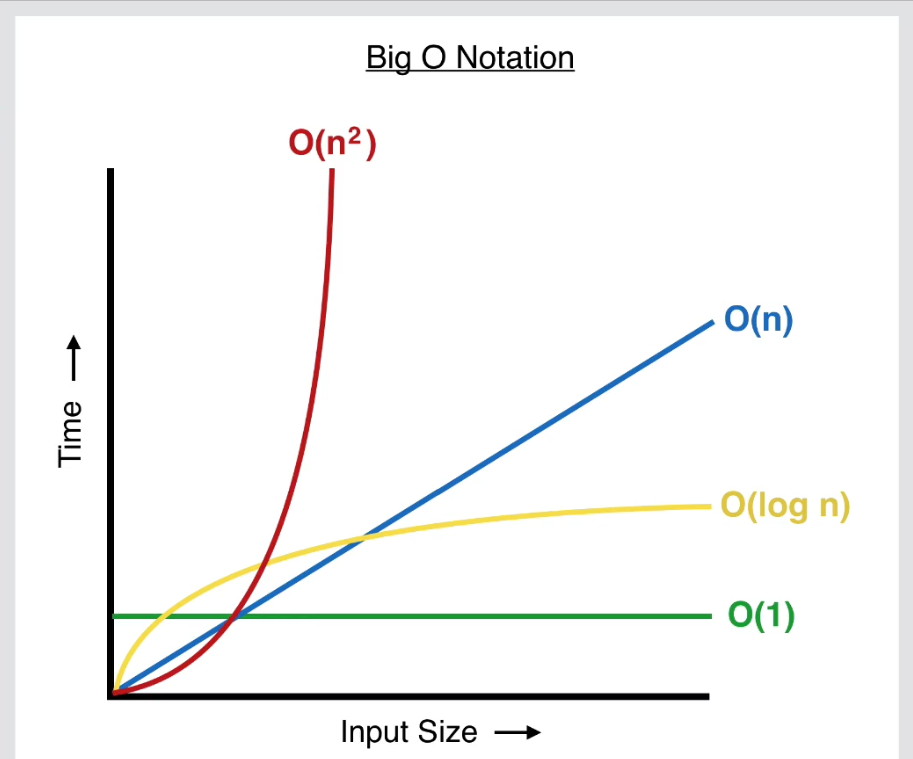 Big O Notation
O(n²)
O(n)
Time
O(log n)
O(1)
Input Size